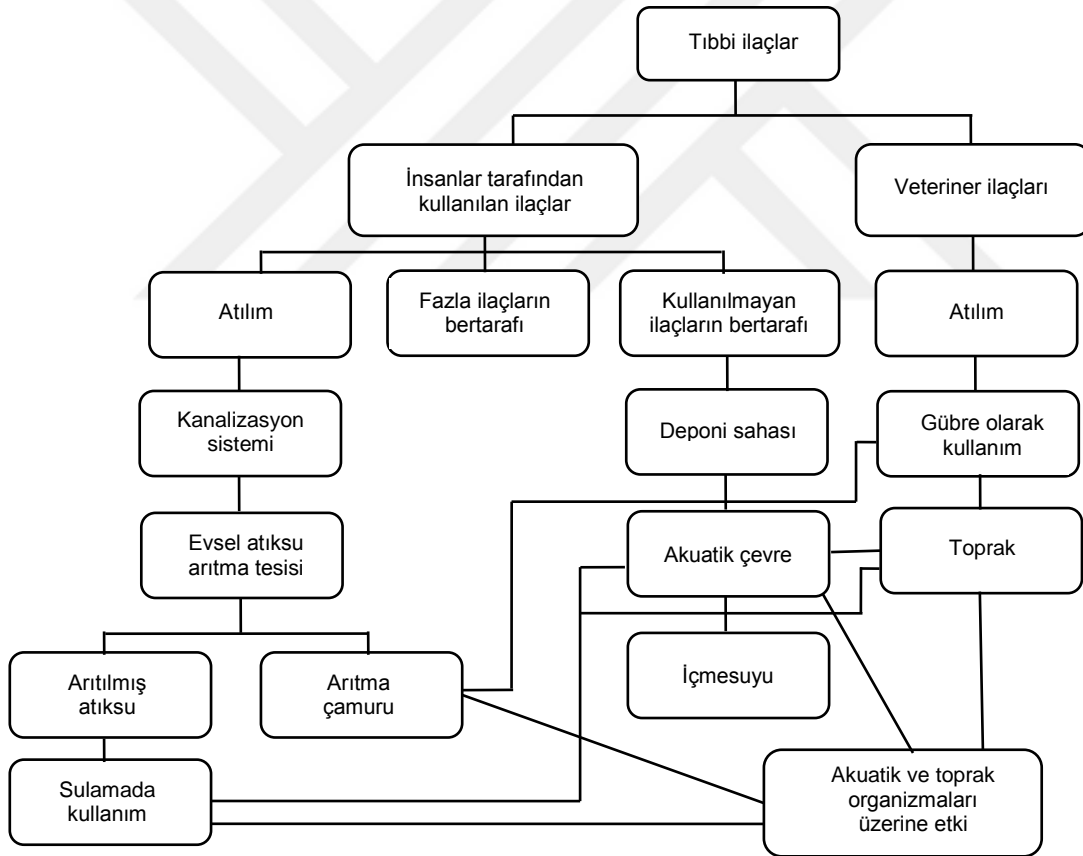 Tıbbi ilaçlar
İnsanlar tarafından
kullanılan ilaçlar
Veteriner ilaçları
Atılım
Fazla ilaçların
bertarafı
Kullanılmayan
ilaçların bertarafı
Atılım
Kanalizasyon
sistemi
Deponi sahası
Gübre olarak
kullanım
Evsel atıksu
arıtma tesisi
Akuatik çevre
Toprak
Arıtılmış
atıksu
Arıtma
çamuru
İçmesuyu
Sulamada
kullanım
Akuatik ve toprak
organizmaları
üzerine etki